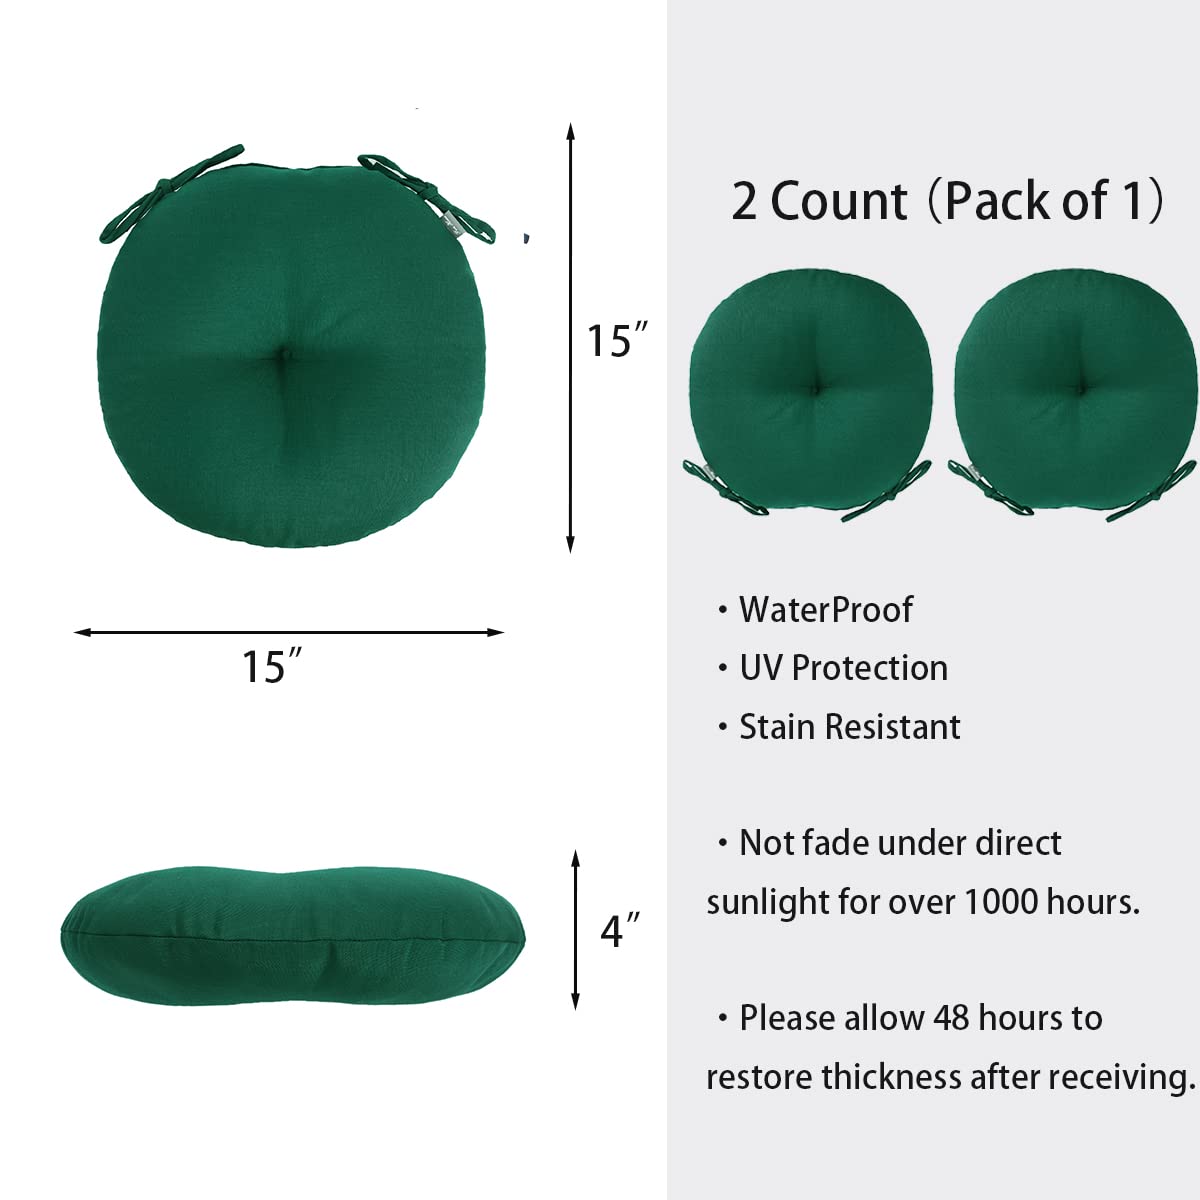 2 Count（Pack of 1）
15″
15″
・WaterProof
・UV Protection
・Stain Resistant
・Not fade under direct
sunlight for over 1000 hours.
4″
・Please allow 48 hours to
restore thickness after receiving.